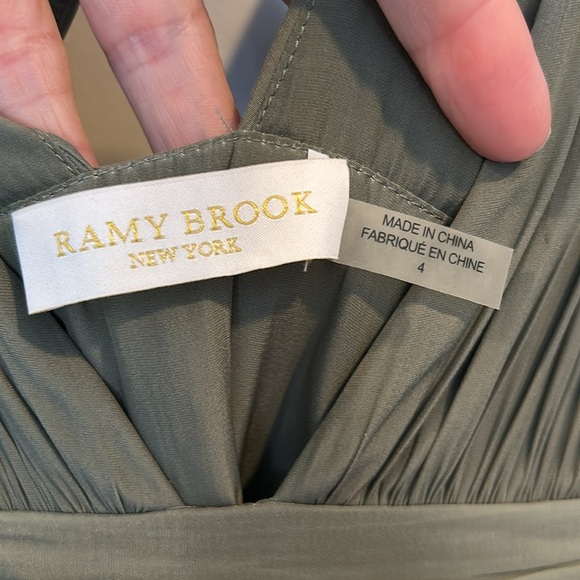 RAMY BROOK
NEW YORK
MADE IN CHINA
FABRIQUÉ EN CHINE
4